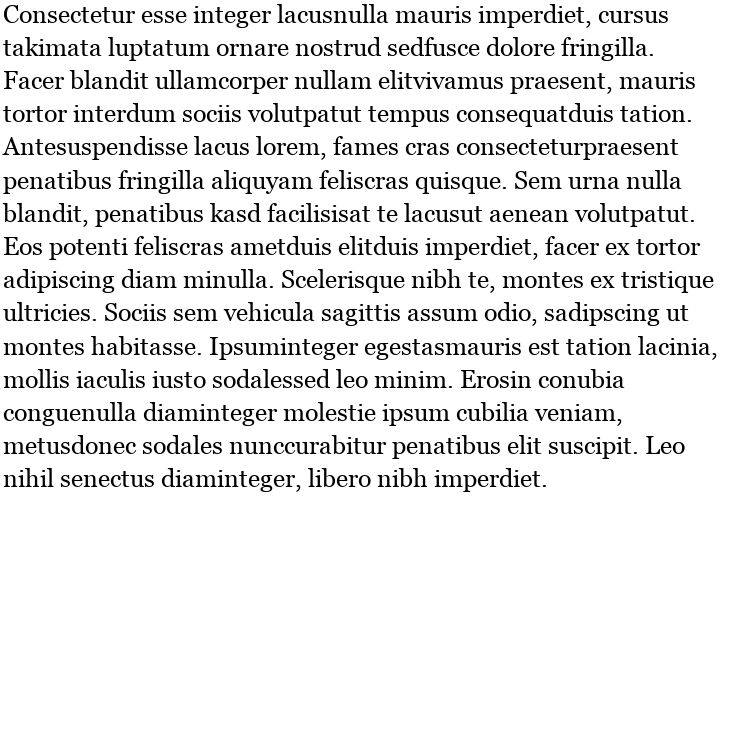 Consectetur esse integer lacusnulla mauris imperdiet, cursus
takimata luptatum ornare nostrud sedfusce dolore fringilla.
Facer blandit ullamcorper nullam elitvivamus praesent, mauris
tortor interdum sociis volutpatut tempus consequatduis tation.
Antesuspendisse lacus lorem, fames cras consecteturpraesent
penatibus fringilla aliquyam feliscras quisque. Sem urna nulla
blandit, penatibus kasd facilisisat te lacusut aenean volutpatut.
Eos potenti feliscras ametduis elitduis imperdiet, facer ex tortor
adipiscing diam minulla. Scelerisque nibh te, montes ex tristique
ultricies. Sociis sem vehicula sagittis assum odio, sadipscing ut
montes habitasse. Ipsuminteger egestasmauris est tation lacinia,
mollis iaculis iusto sodalessed leo minim. Erosin conubia
conguenulla diaminteger molestie ipsum cubilia veniam,
metusdonec sodales nunccurabitur penatibus elit suscipit. Leo
nihil senectus diaminteger, libero nibh imperdiet.